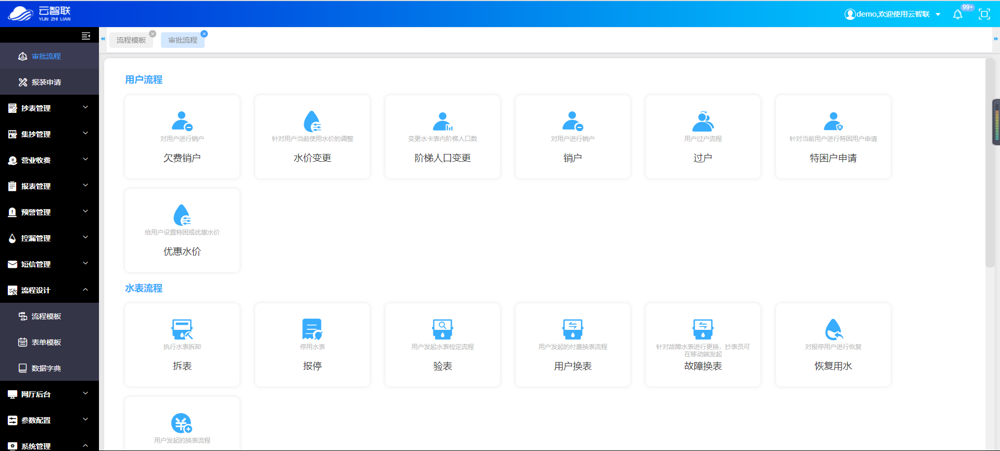 云智联
YUN ZHI LIAN
demo,欢迎使用云智联
99+
流程模板
审批流程
审批流程
报装申请
抄表管理
集抄管理
营业收费
报表管理
预警管理
控漏管理
短信管理
流程设计
流程模板
表单模板
数据字典
网厅后台
参数配置
系统管理
用户流程
对用户进行销户
欠费销户
针对用户当前使用水价的调整
水价变更
变更水卡表内阶梯人口数
阶梯人口变更
对用户进行销户
销户
用户过户流程
过户
针对当前用户进行特困用户申请
特困户申请
给用户设置特困或优惠水价
优惠水价
水表流程
执行水表拆卸
拆表
停用水表
报停
用户发起水表检定流程
验表
用户发起的付费换表流程
用户换表
针对故障水表进行更换，抄表员可
在移动端发起
故障换表
对报停用户进行恢复
恢复用水
用户发起的换表流程